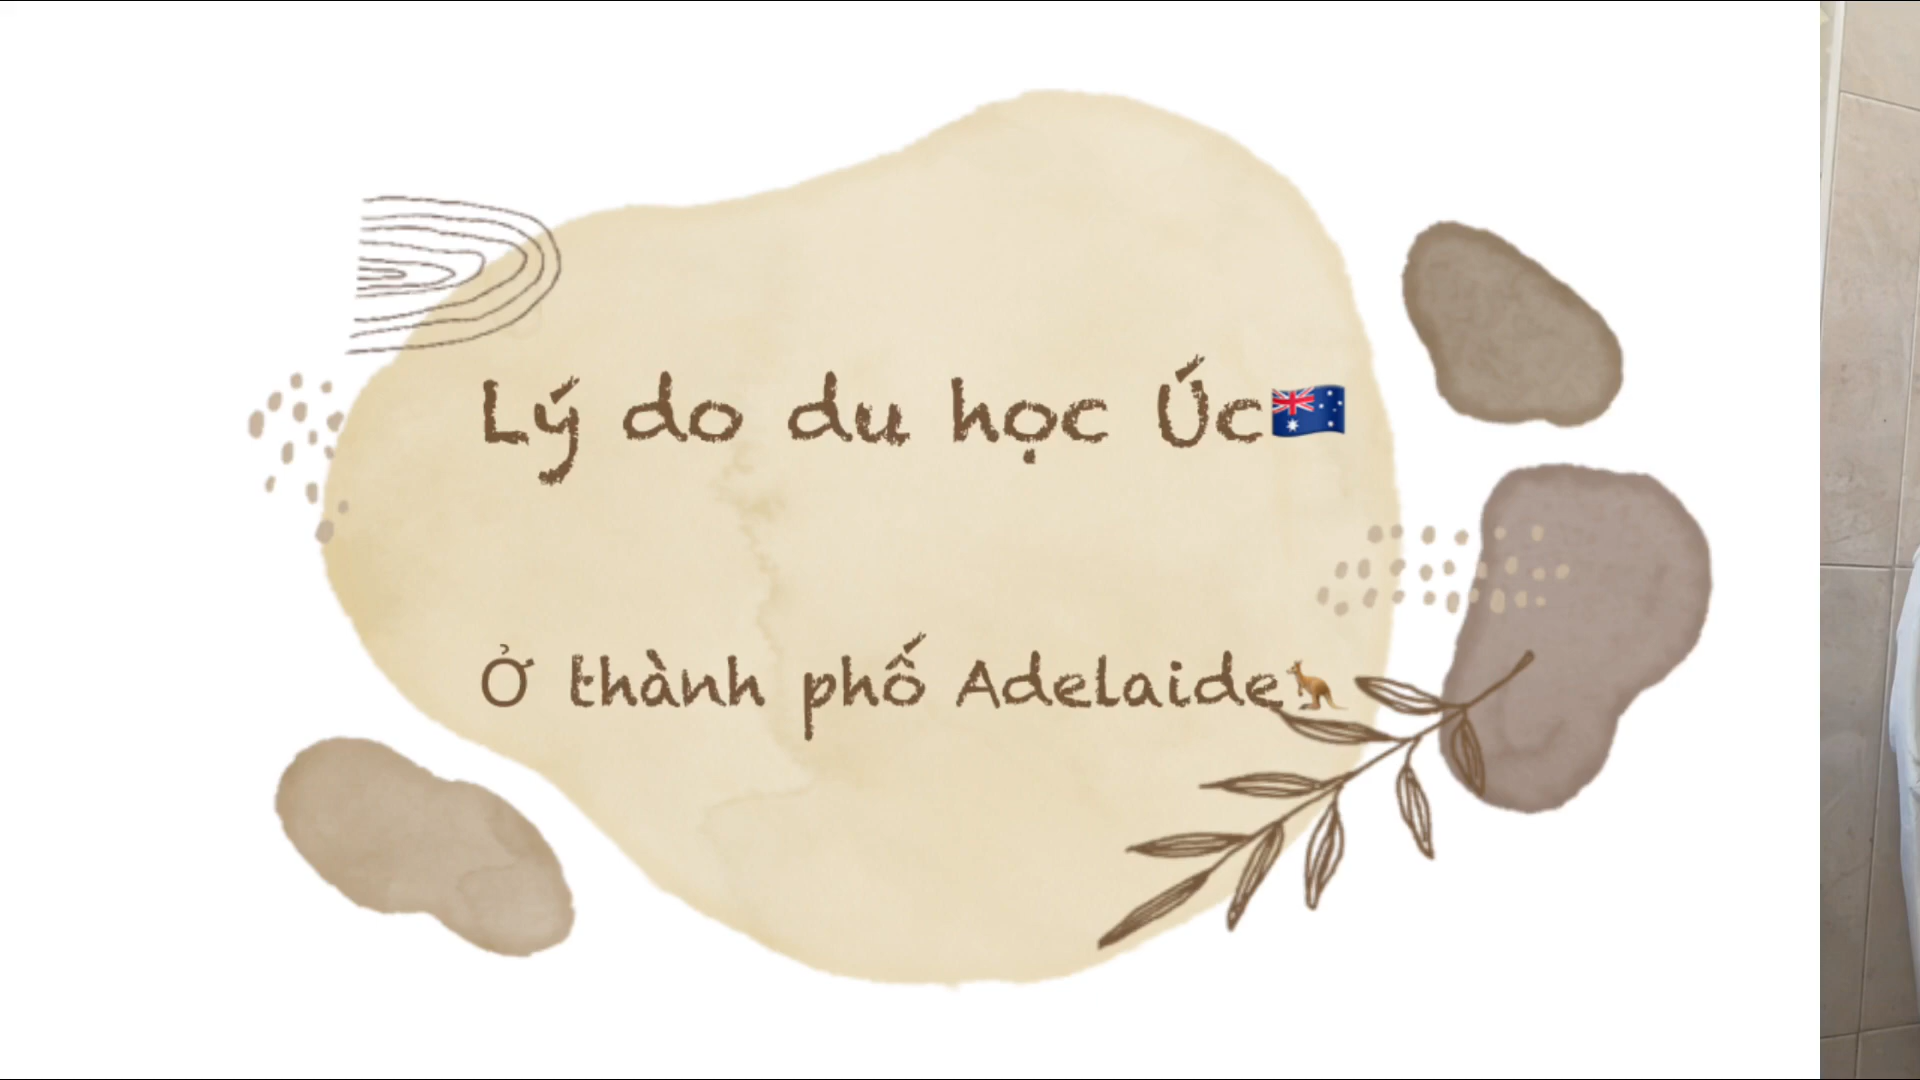 Lý do du học Úc🇦🇺
Ở thành phố Adelaide🦘